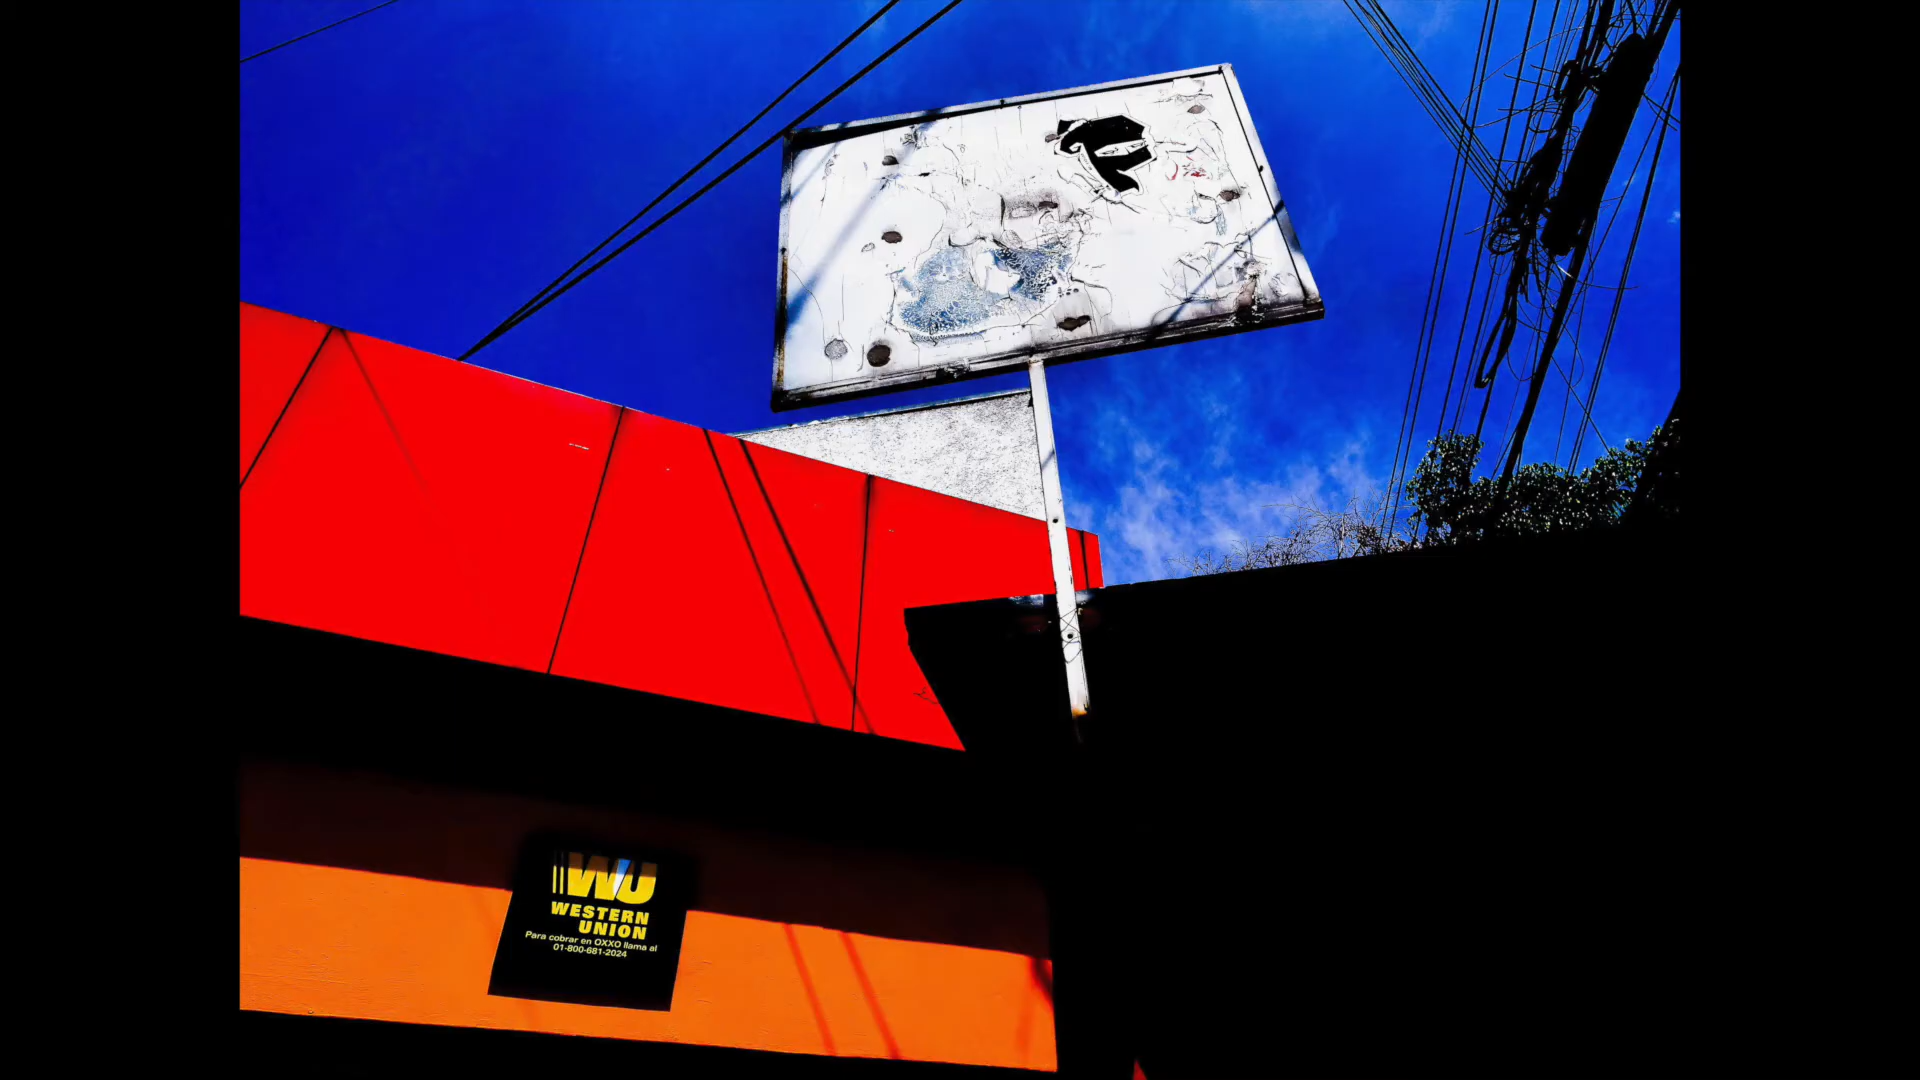 WU
WESTERN
UNION
Para cobrar en OXXO llama al
01-800-681-2024